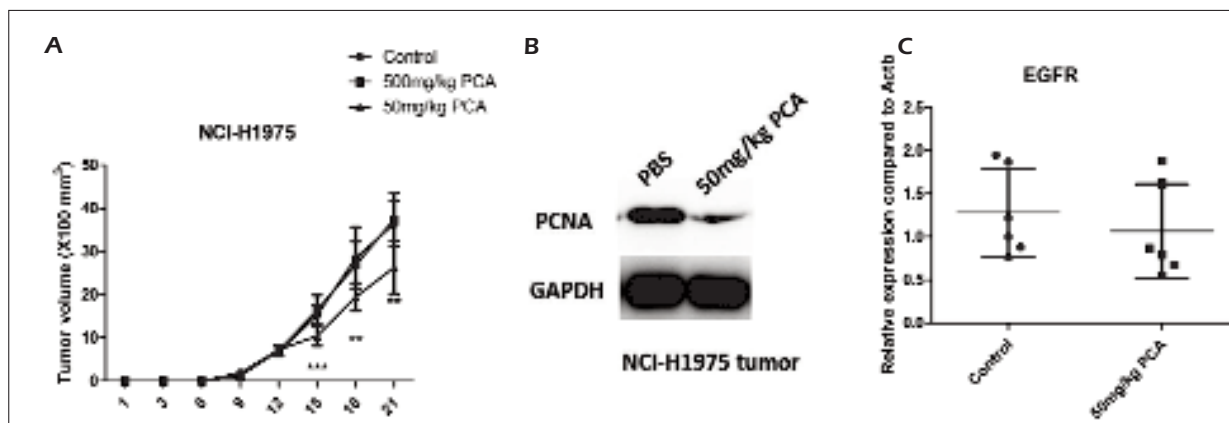 A
Control
500mg/kg PCA
50mg/kg PCA
NCI-H1975
Tumor volume (X100 mm³)
50
40
30
20
10
0
1
3
6
9
12
15
18
21
***
**
**
B
PBS
50mg/kg PCA
PCNA
GAPDH
NCI-H1975 tumor
C
EGFR
Relative expression compared to Actb
2.5
2.0
1.5
1.0
0.5
0.0
Control
50mg/kg PCA